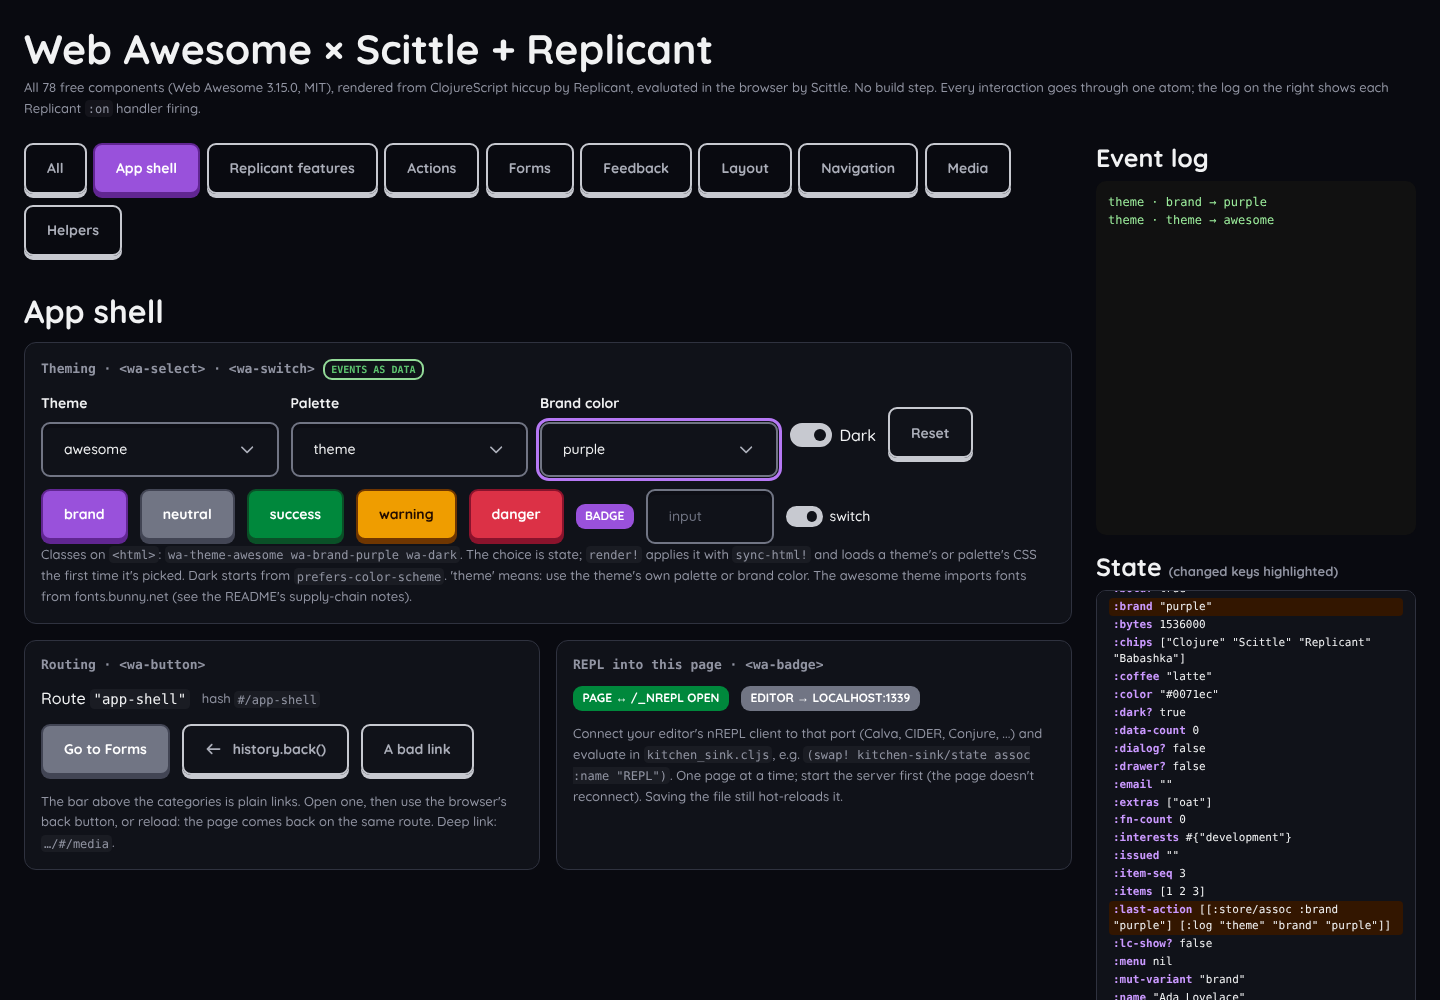 Web Awesome × Scittle + Replicant
All 78 free components (Web Awesome 3.15.0, MIT), rendered from ClojureScript hiccup by Replicant, evaluated in the browser by Scittle. No build step. Every interaction goes through one atom; the log on the right shows each
Replicant :on handler firing.
All
App shell
Replicant features
Actions
Forms
Feedback
Layout
Navigation
Media
Helpers
App shell
Theming · <wa-select> · <wa-switch> EVENTS AS DATA
Theme
Palette
Brand color
awesome
theme
purple
Dark
Reset
brand
neutral
success
warning
danger
BADGE
input
switch
Classes on <html>: wa-theme-awesome wa-brand-purple wa-dark. The choice is state; render! applies it with sync-html! and loads a theme's or palette's CSS
the first time it's picked. Dark starts from prefers-color-scheme. 'theme' means: use the theme's own palette or brand color. The awesome theme imports fonts
from fonts.bunny.net (see the README's supply-chain notes).
Routing · <wa-button>
Route "app-shell" hash #/app-shell
Go to Forms
← history.back()
A bad link
The bar above the categories is plain links. Open one, then use the browser's
back button, or reload: the page comes back on the same route. Deep link:
…/#/media.
REPL into this page · <wa-badge>
PAGE ↔ /_NREPL OPEN
EDITOR → LOCALHOST:1339
Connect your editor's nREPL client to that port (Calva, CIDER, Conjure, …) and
evaluate in kitchen_sink.cljs, e.g. (swap! kitchen-sink/state assoc
:name "REPL"). One page at a time; start the server first (the page doesn't
reconnect). Saving the file still hot-reloads it.
Event log
theme · brand → purple
theme · theme → awesome
State (changed keys highlighted)
:brand "purple"
:bytes 1536000
:chips ["Clojure" "Scittle" "Replicant"
"Babashka"]
:coffee "latte"
:color "#0071ec"
:dark? true
:data-count 0
:dialog? false
:drawer? false
:email ""
:extras ["oat"]
:fn-count 0
:interests #{"development"}
:issued ""
:item-seq 3
:items [1 2 3]
:last-action [[:store/assoc :brand
"purple"] [:log "theme" "brand" "purple"]]
:lc-show? false
:menu nil
:mut-variant "brand"
:name "Ada Lovelace"